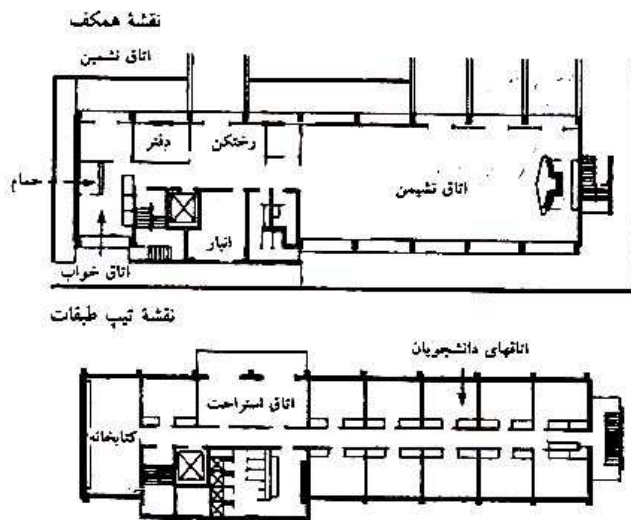 نقشهٔ همکف
اتاق نشمین
دفتر
رختکن
حمام
اتاق نشیمن
انبار
اتاق خواب
نقشهٔ تیپ طبقات
اتاقهای دانشجویان
اتاق استراحت
کتابخانه